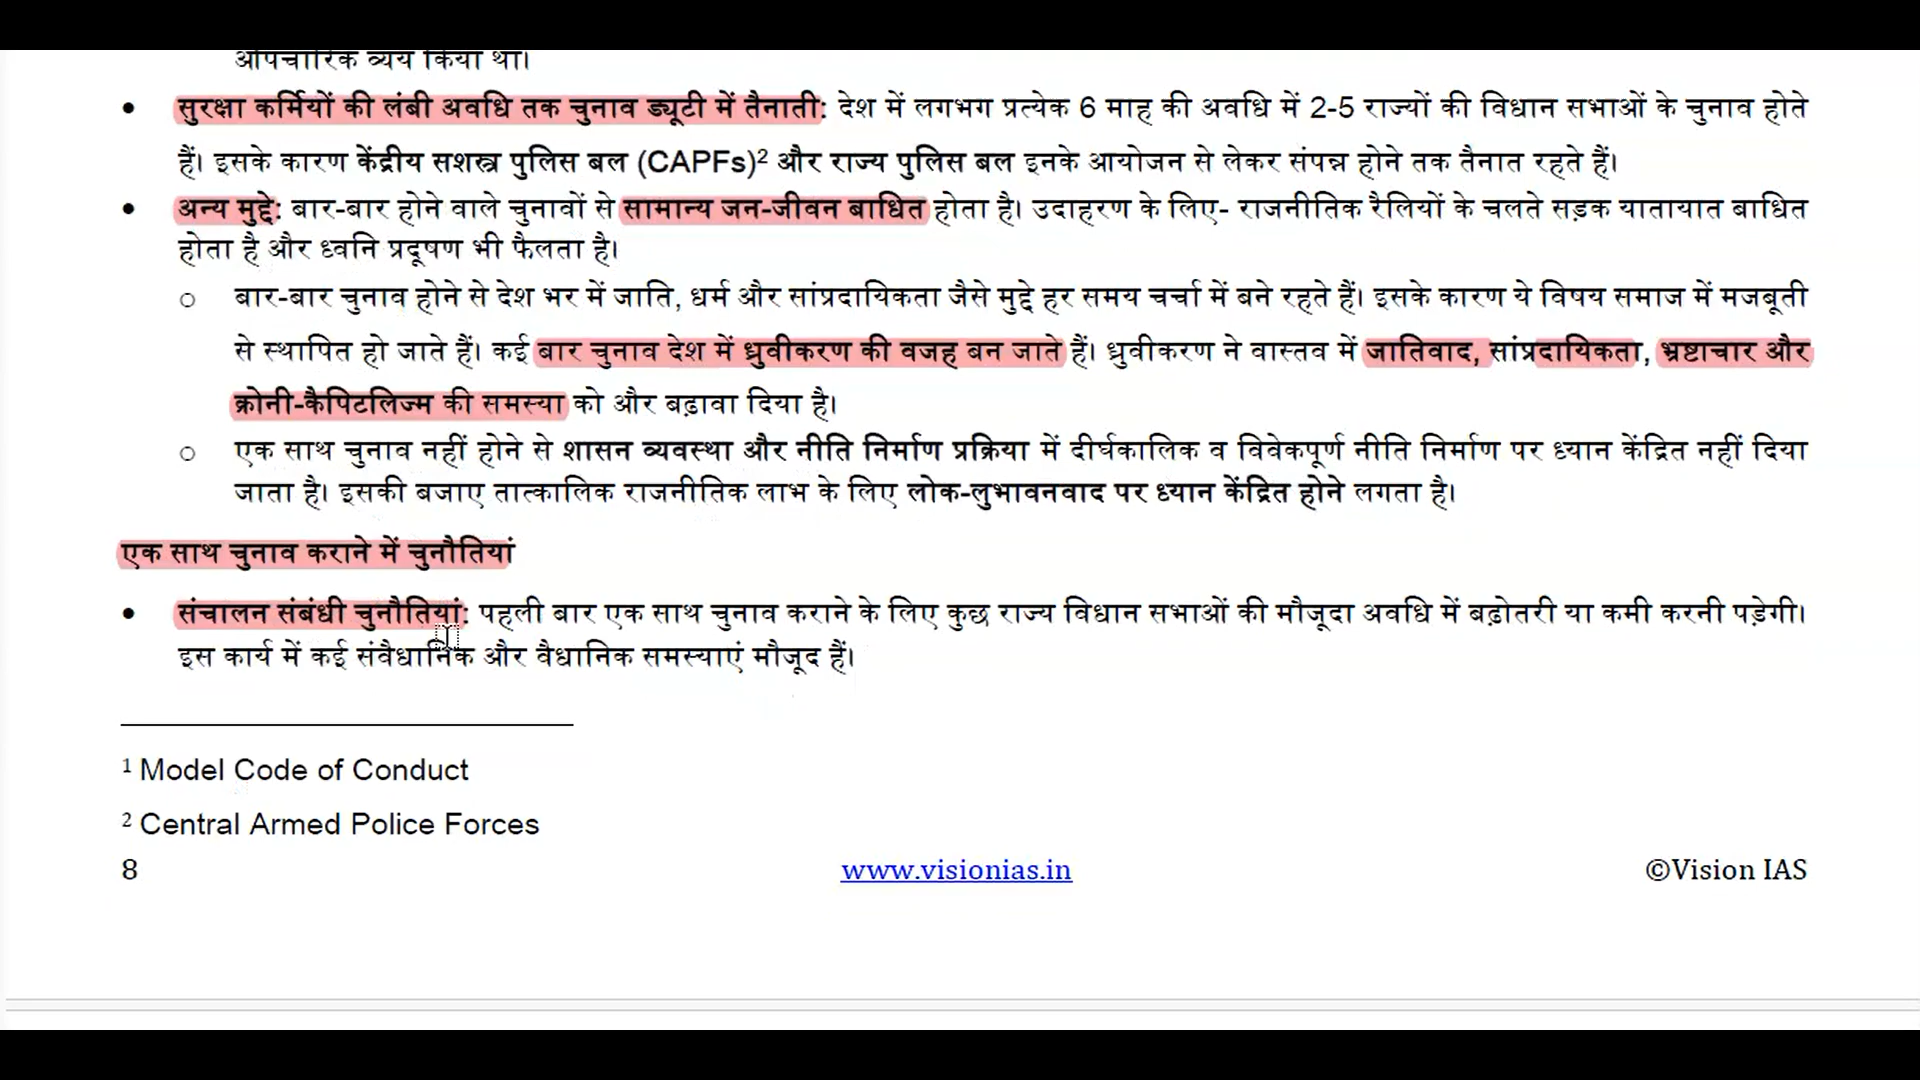 औपचारिक व्यय किया था।
• सुरक्षा कर्मियों की लंबी अवधि तक चुनाव ड्यूटी में तैनाती: देश में लगभग प्रत्येक 6 माह की अवधि में 2-5 राज्यों की विधान सभाओं के चुनाव होते
हैं। इसके कारण केंद्रीय सशस्त्र पुलिस बल (CAPFs)² और राज्य पुलिस बल इनके आयोजन से लेकर संपन्न होने तक तैनात रहते हैं।
• अन्य मुद्दे: बार-बार होने वाले चुनावों से सामान्य जन-जीवन बाधित होता है। उदाहरण के लिए- राजनीतिक रैलियों के चलते सड़क यातायात बाधित
होता है और ध्वनि प्रदूषण भी फैलता है।
○ बार-बार चुनाव होने से देश भर में जाति, धर्म और सांप्रदायिकता जैसे मुद्दे हर समय चर्चा में बने रहते हैं। इसके कारण ये विषय समाज में मजबूती
से स्थापित हो जाते हैं। कई बार चुनाव देश में ध्रुवीकरण की वजह बन जाते हैं। ध्रुवीकरण ने वास्तव में जातिवाद, सांप्रदायिकता, भ्रष्टाचार और
क्रोनी-कैपिटलिज्म की समस्या को और बढ़ावा दिया है।
○ एक साथ चुनाव नहीं होने से शासन व्यवस्था और नीति निर्माण प्रक्रिया में दीर्घकालिक व विवेकपूर्ण नीति निर्माण पर ध्यान केंद्रित नहीं दिया
जाता है। इसकी बजाए तात्कालिक राजनीतिक लाभ के लिए लोक-लुभावनवाद पर ध्यान केंद्रित होने लगता है।
एक साथ चुनाव कराने में चुनौतियां
• संचालन संबंधी चुनौतियां: पहली बार एक साथ चुनाव कराने के लिए कुछ राज्य विधान सभाओं की मौजूदा अवधि में बढ़ोतरी या कमी करनी पड़ेगी।
इस कार्य में कई संवैधानिक और वैधानिक समस्याएं मौजूद हैं।
¹ Model Code of Conduct
² Central Armed Police Forces
8 www.visionias.in ©Vision IAS